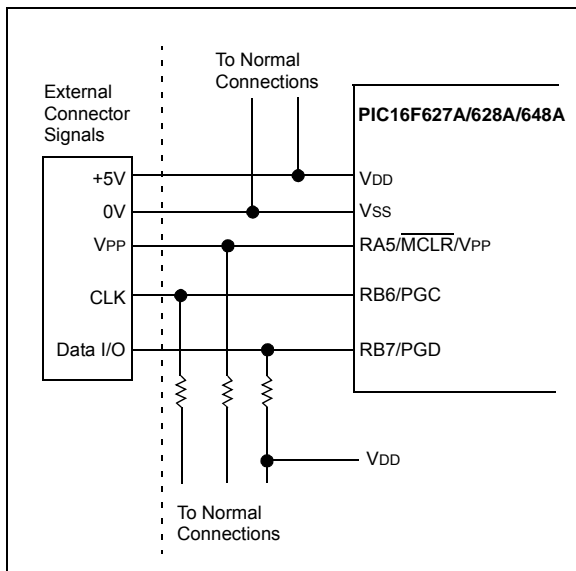 To Normal
Connections
External
Connector
Signals
PIC16F627A/628A/648A
+5V
VDD
0V
VSS
VPP
RA5/MCLR/VPP
CLK
RB6/PGC
Data I/O
RB7/PGD
VDD
To Normal
Connections